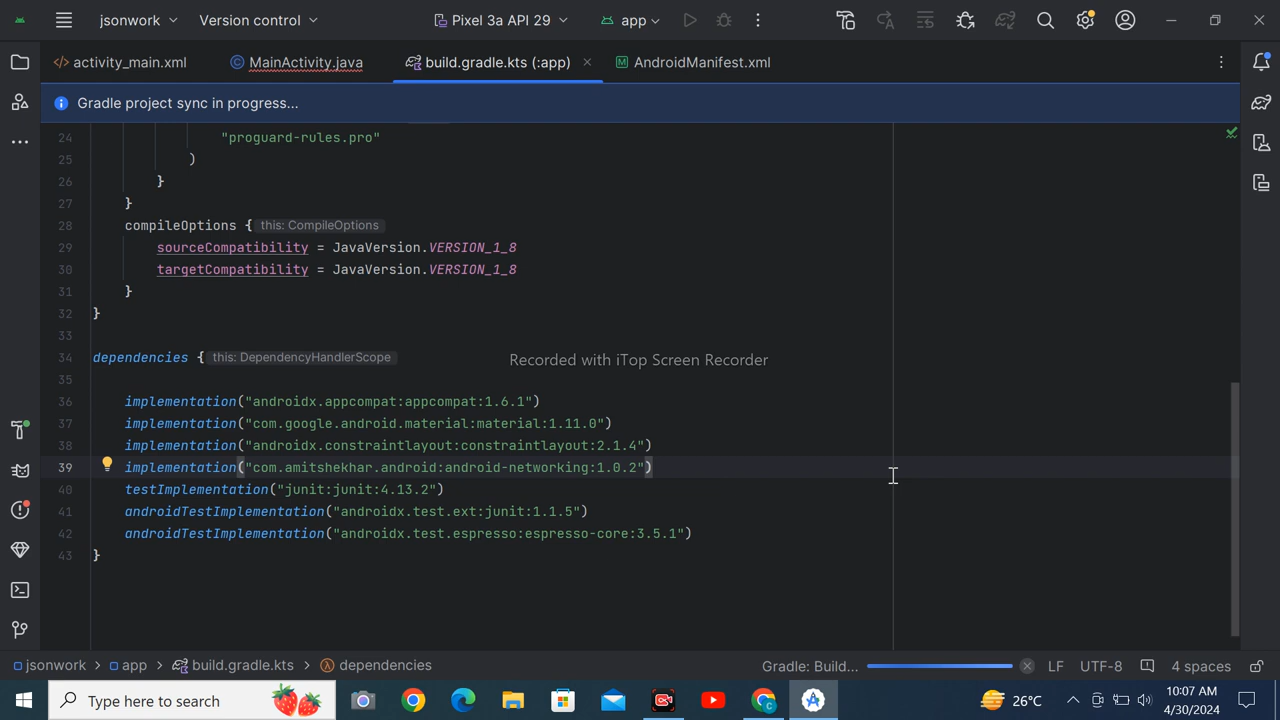 jsonwork
Version control
Pixel 3a API 29
app
activity_main.xml
MainActivity.java
build.gradle.kts (:app)
AndroidManifest.xml
Gradle project sync in progress...
24 "proguard-rules.pro"
25 )
26 }
27 }
28 compileOptions { this: CompileOptions
29 sourceCompatibility = JavaVersion.VERSION_1_8
30 targetCompatibility = JavaVersion.VERSION_1_8
31 }
32 }
33
34 dependencies { this: DependencyHandlerScope
Recorded with iTop Screen Recorder
35
36 implementation("androidx.appcompat:appcompat:1.6.1")
37 implementation("com.google.android.material:material:1.11.0")
38 implementation("androidx.constraintlayout:constraintlayout:2.1.4")
39 implementation("com.amitshekhar.android:android-networking:1.0.2")
40 testImplementation("junit:junit:4.13.2")
41 androidTestImplementation("androidx.test.ext:junit:1.1.5")
42 androidTestImplementation("androidx.test.espresso:espresso-core:3.5.1")
43 }
jsonwork > app > build.gradle.kts > dependencies
Gradle: Build...
LF
UTF-8
4 spaces
Type here to search
26°C
10:07 AM
4/30/2024